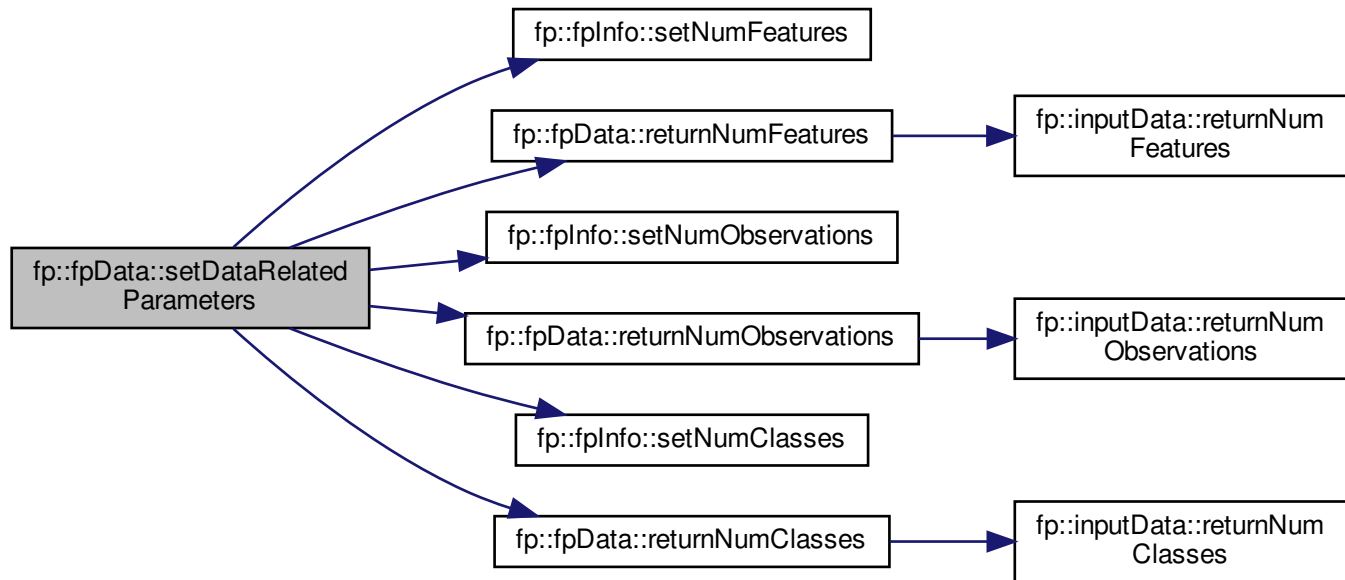 fp::fpInfo::setNumFeatures
fp::fpData::returnNumFeatures
fp::inputData::returnNum
Features
fp::fpData::setDataRelated
Parameters
fp::fpInfo::setNumObservations
fp::fpData::returnNumObservations
fp::inputData::returnNum
Observations
fp::fpInfo::setNumClasses
fp::fpData::returnNumClasses
fp::inputData::returnNum
Classes